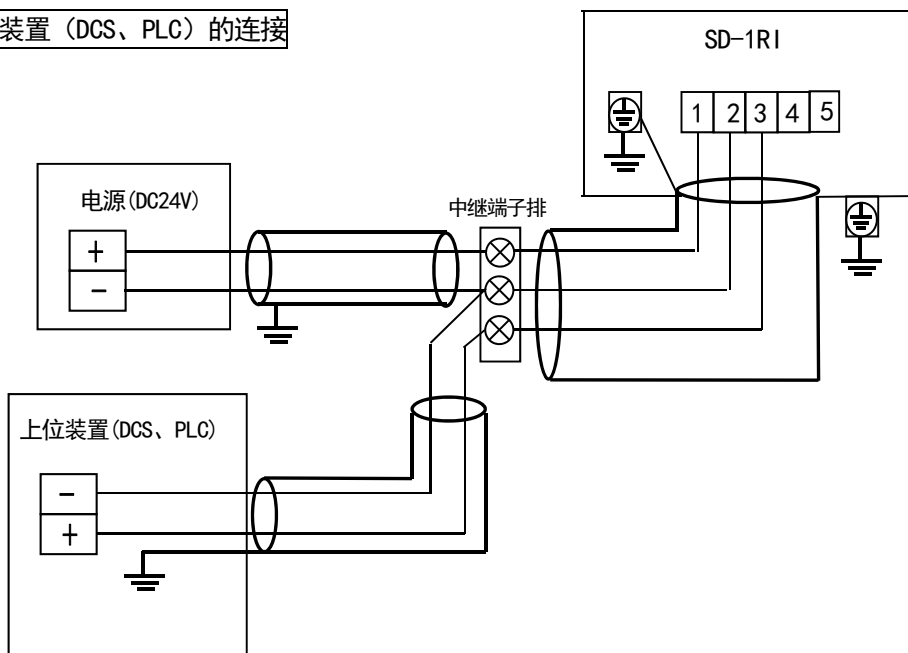 装置（DCS、PLC）的连接
SD-1RI
1 2 3 4 5
电源(DC24V)
+
-
中继端子排
上位装置(DCS、PLC)
-
+